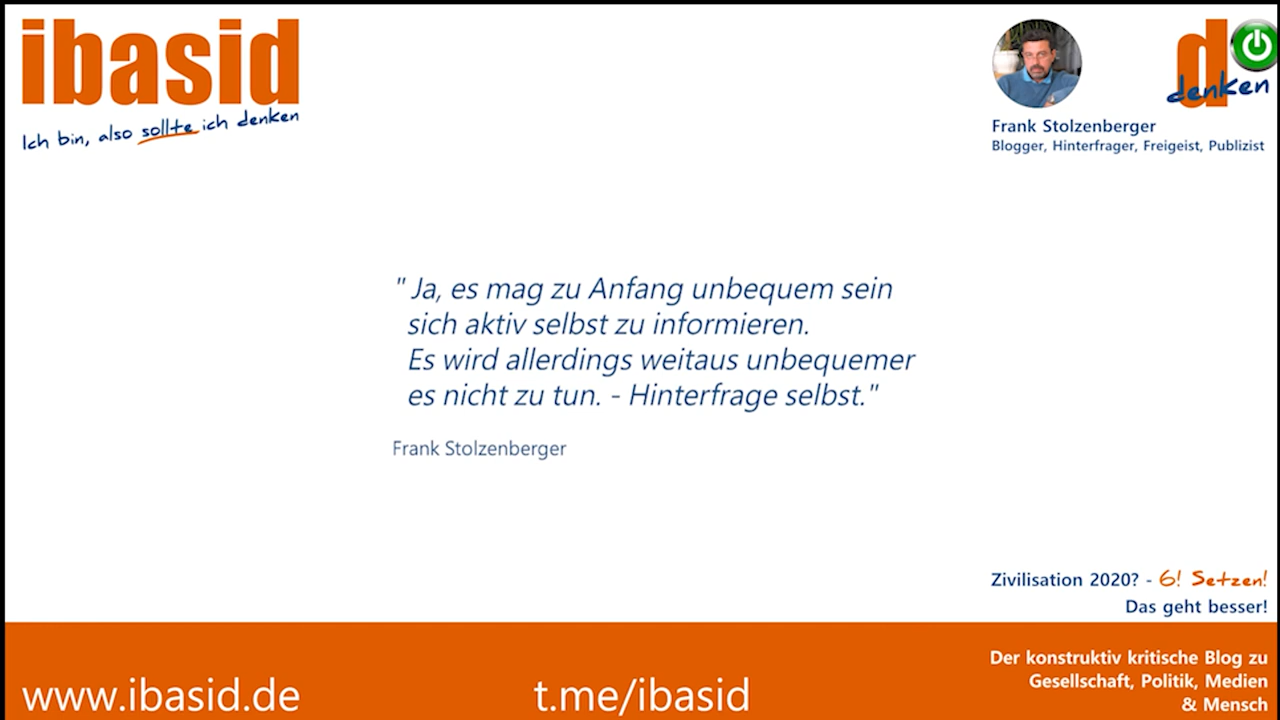 ibasid
Ich bin, also sollte ich denken
d
denken
Frank Stolzenberger
Blogger, Hinterfrager, Freigeist, Publizist
" Ja, es mag zu Anfang unbequem sein
sich aktiv selbst zu informieren.
Es wird allerdings weitaus unbequemer
es nicht zu tun. - Hinterfrage selbst."
Frank Stolzenberger
Zivilisation 2020? - 6! Setzen!
Das geht besser!
www.ibasid.de
t.me/ibasid
Der konstruktiv kritische Blog zu
Gesellschaft, Politik, Medien
& Mensch